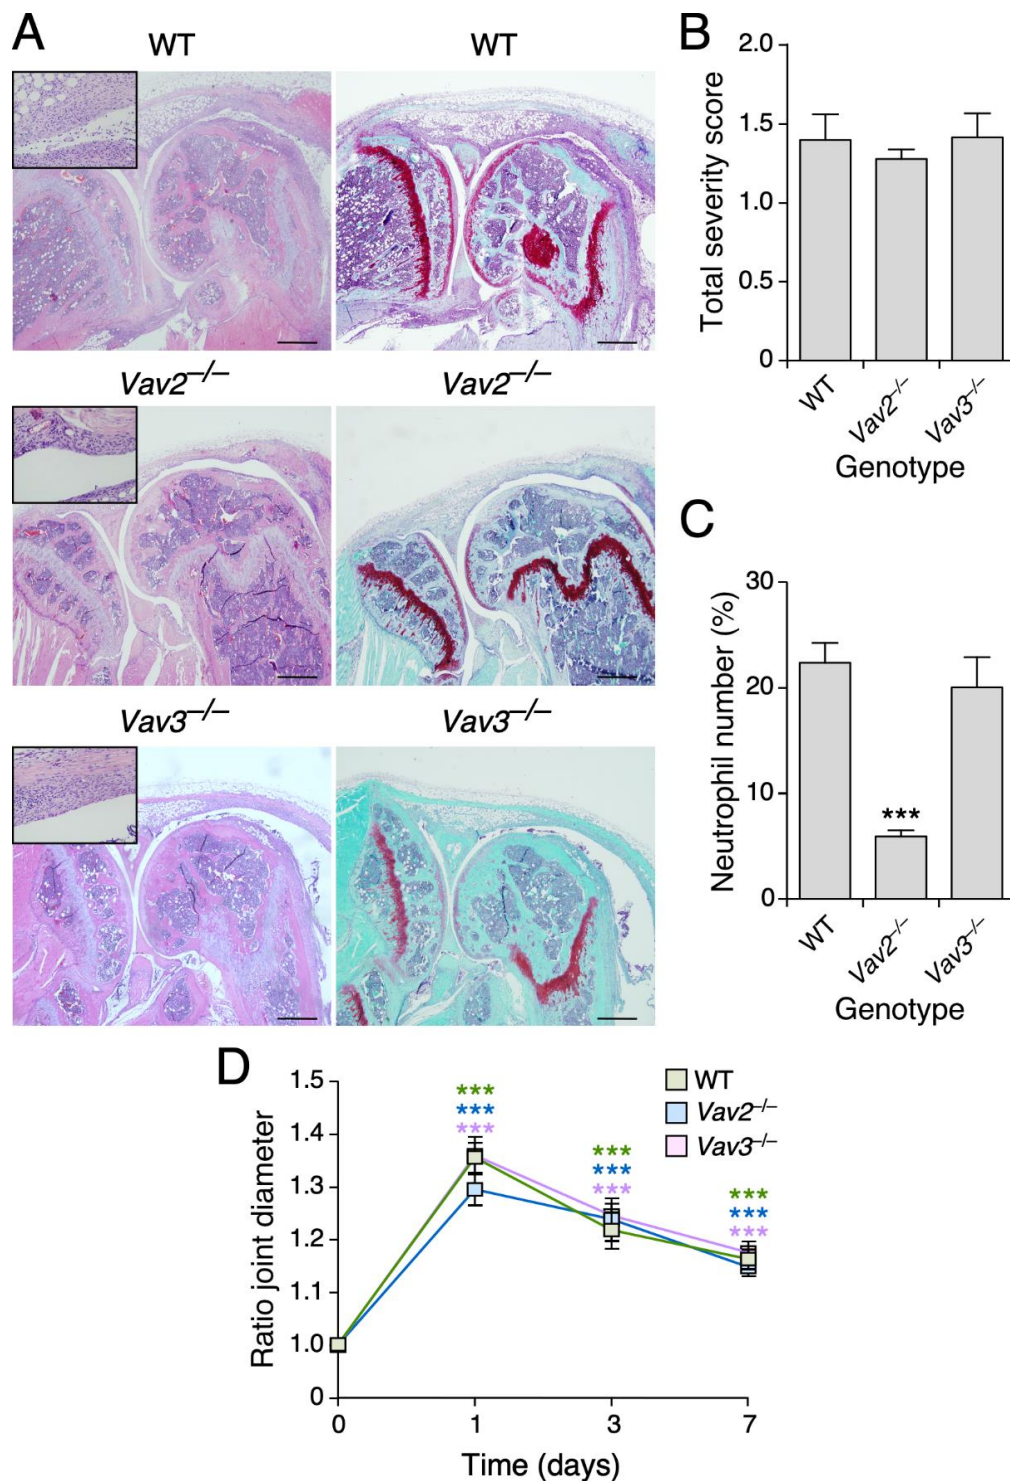 A
WT
WT
Vav2–/–
Vav2–/–
Vav3–/–
Vav3–/–
B
Total severity score
2.0
1.5
1.0
0.5
0
WT
Vav2–/–
Vav3–/–
Genotype
C
Neutrophil number (%)
30
20
10
0
***
WT
Vav2–/–
Vav3–/–
Genotype
D
Ratio joint diameter
1.5
1.4
1.3
1.2
1.1
1.0
0
***
***
***
***
***
***
***
***
***
WT
Vav2–/–
Vav3–/–
0
1
3
7
Time (days)